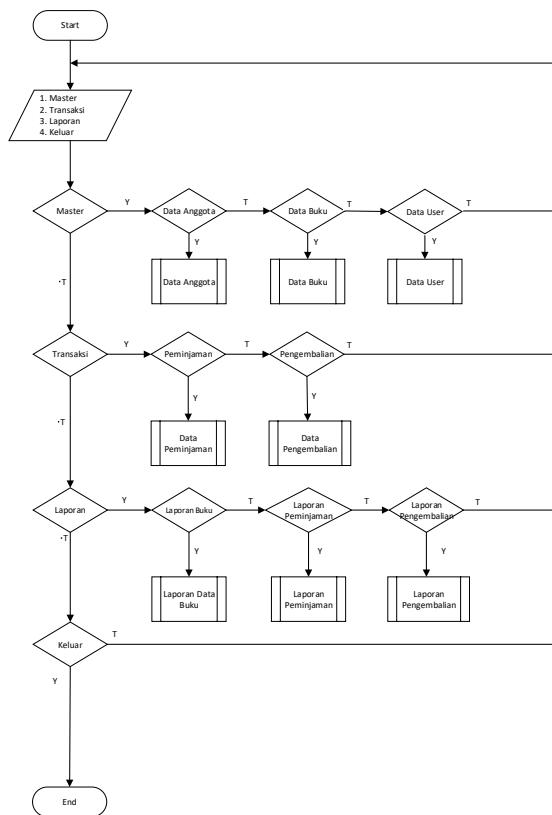 Start
1. Master
2. Transaksi
3. Laporan
4. Keluar
Master
Y
Data Anggota
T
Data Buku
T
Data User
T
Y
Y
Y
Data Anggota
Data Buku
Data User
·T
Transaksi
Y
Peminjaman
T
Pengembalian
T
Y
Y
·T
Data
Peminjaman
Data
Pengembalian
Laporan
Y
Laporan Buku
T
Laporan
Peminjaman
T
Laporan
Pengembalian
T
·T
Y
Y
Y
Laporan Data
Buku
Laporan
Peminjaman
Laporan
Pengembalian
Keluar
T
Y
End